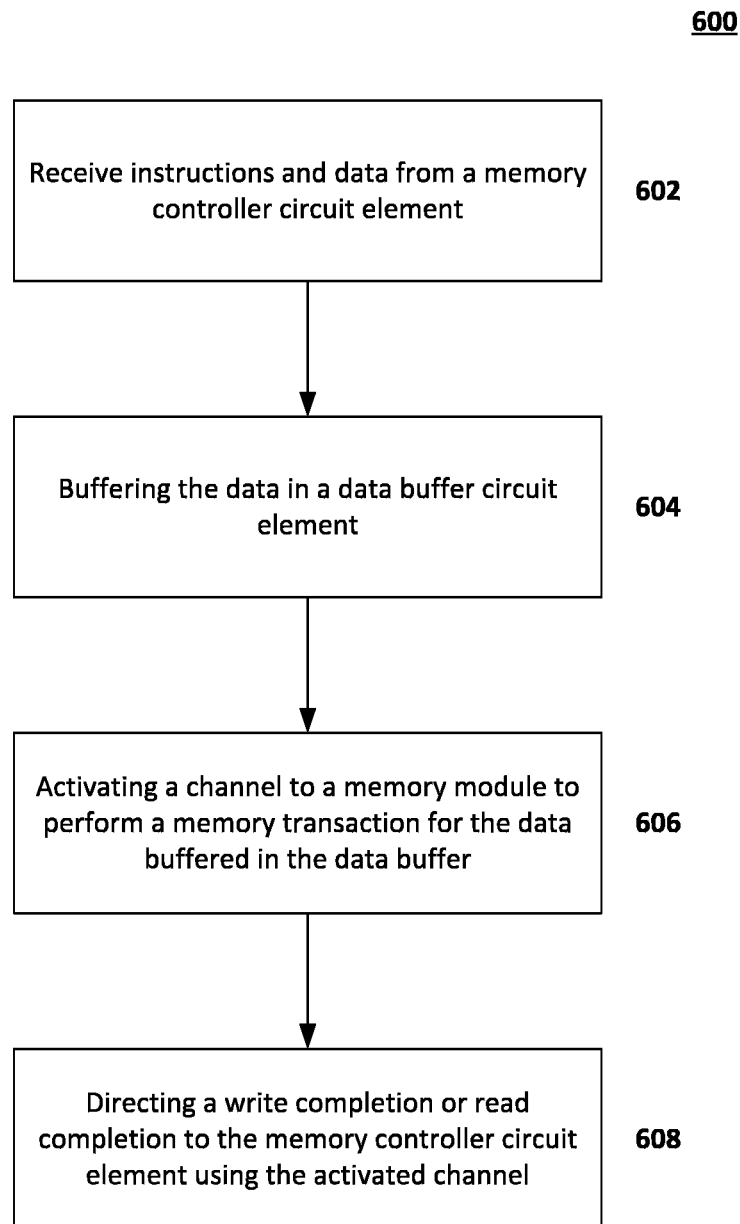 600
Receive instructions and data from a memory
controller circuit element
602
Buffering the data in a data buffer circuit
element
604
Activating a channel to a memory module to
perform a memory transaction for the data
buffered in the data buffer
606
Directing a write completion or read
completion to the memory controller circuit
element using the activated channel
608